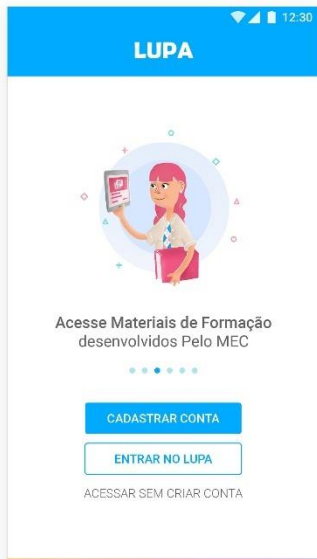 12:30
LUPA
Acesse Materiais de Formação
desenvolvidos Pelo MEC
CADASTRAR CONTA
ENTRAR NO LUPA
ACESSAR SEM CRIAR CONTA